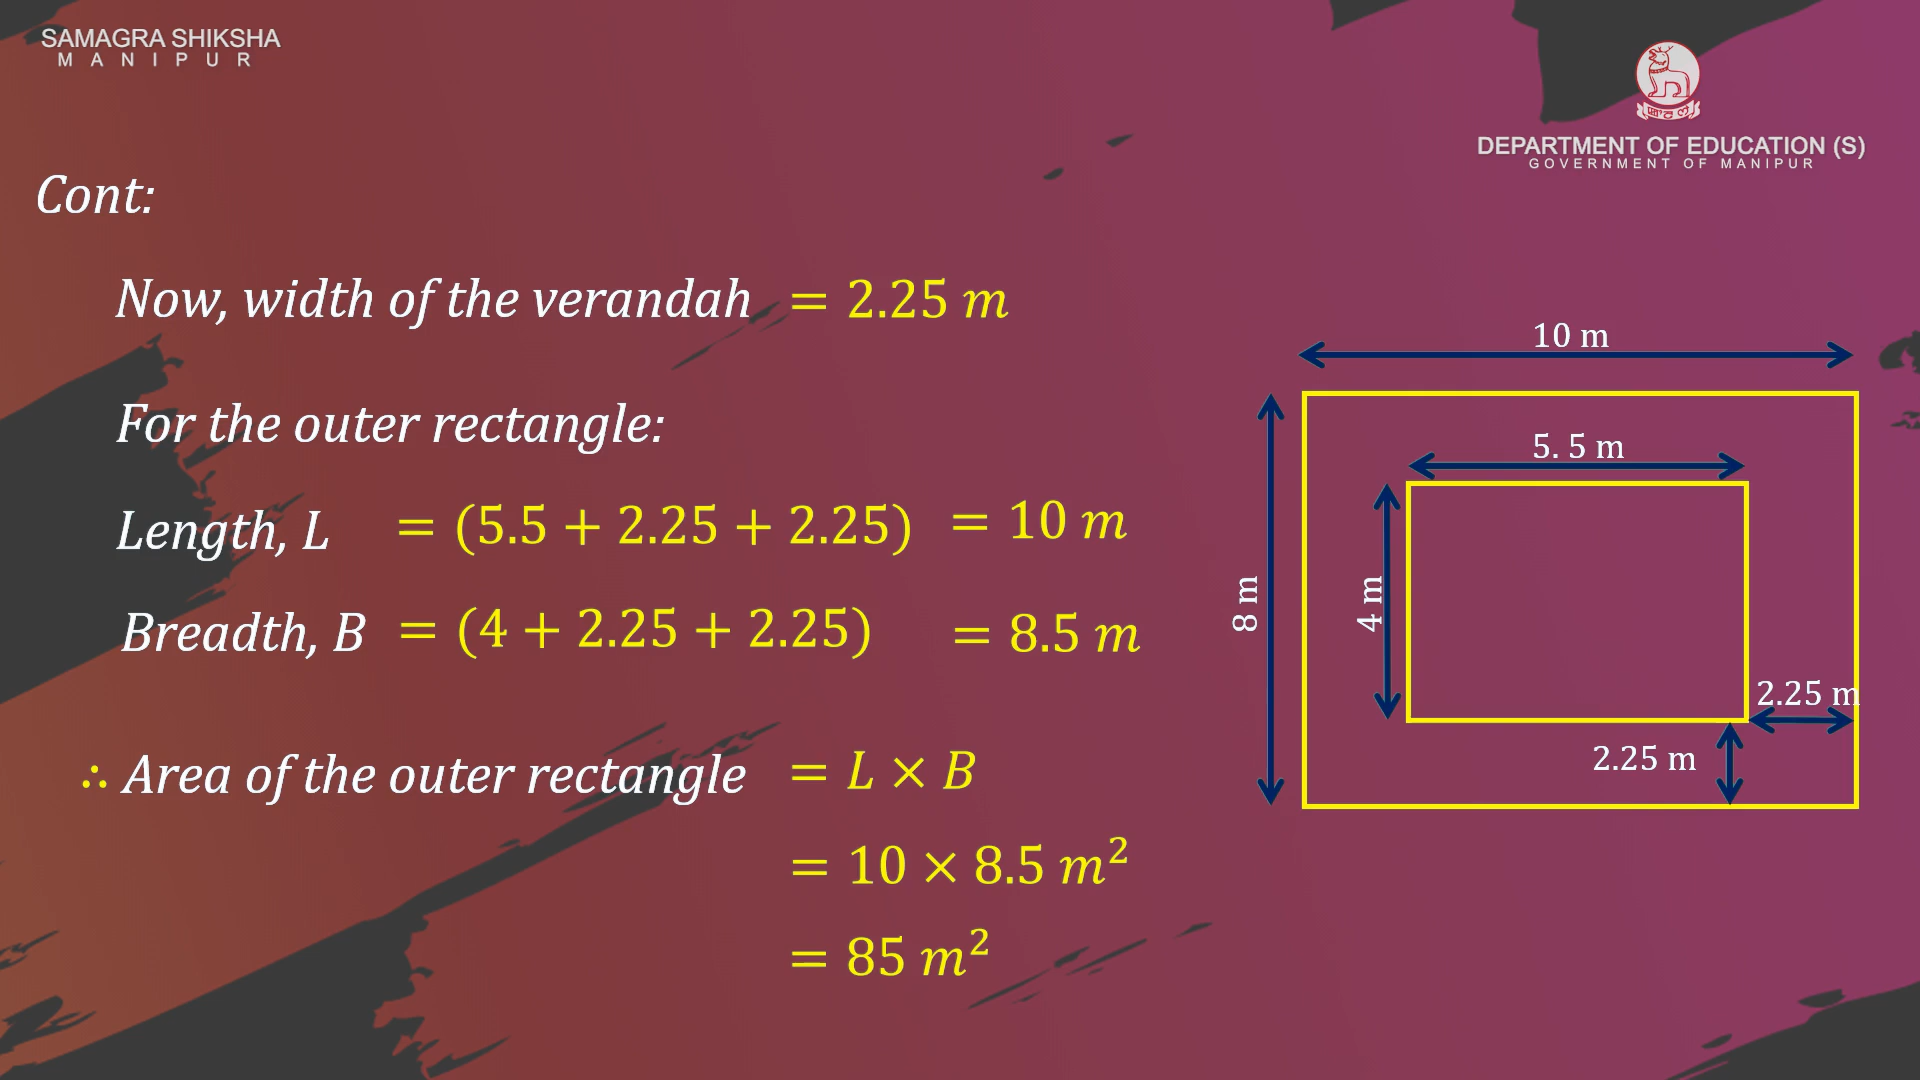 SAMAGRA SHIKSHA
MANIPUR
DEPARTMENT OF EDUCATION (S)
GOVERNMENT OF MANIPUR
Cont:
Now, width of the verandah = 2.25 m
For the outer rectangle:
Length, L = (5.5 + 2.25 + 2.25) = 10 m
Breadth, B = (4 + 2.25 + 2.25) = 8.5 m
∴ Area of the outer rectangle = L × B
= 10 × 8.5 m²
= 85 m²
10 m
5. 5 m
8 m
4 m
2.25 m
2.25 m